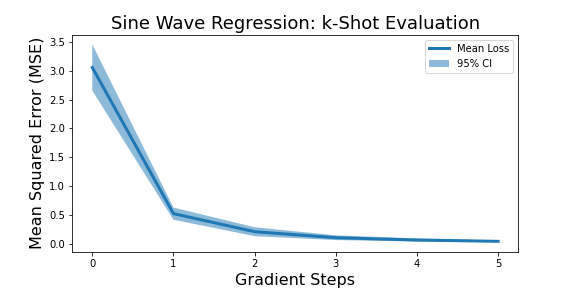 Sine Wave Regression: k-Shot Evaluation
Mean Squared Error (MSE)
3.5
3.0
2.5
2.0
1.5
1.0
0.5
0.0
Mean Loss
95% CI
0 1 2 3 4 5
Gradient Steps